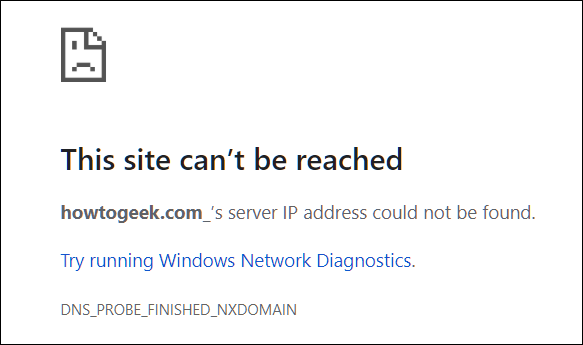 This site can’t be reached
howtogeek.com_'s server IP address could not be found.
Try running Windows Network Diagnostics.
DNS_PROBE_FINISHED_NXDOMAIN